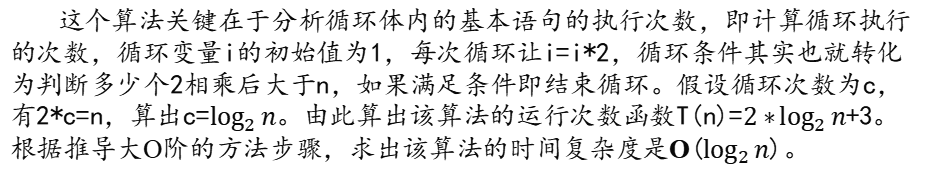 这个算法关键在于分析循环体内的基本语句的执行次数，即计算循环执行
的次数，循环变量i的初始值为1，每次循环让i=i*2，循环条件其实也就转化
为判断多少个2相乘后大于n，如果满足条件即结束循环。假设循环次数为c，
有2*c=n，算出c=log₂ n。由此算出该算法的运行次数函数T(n)=2 * log₂ n+3。
根据推导大O阶的方法步骤，求出该算法的时间复杂度是O(log₂ n)。